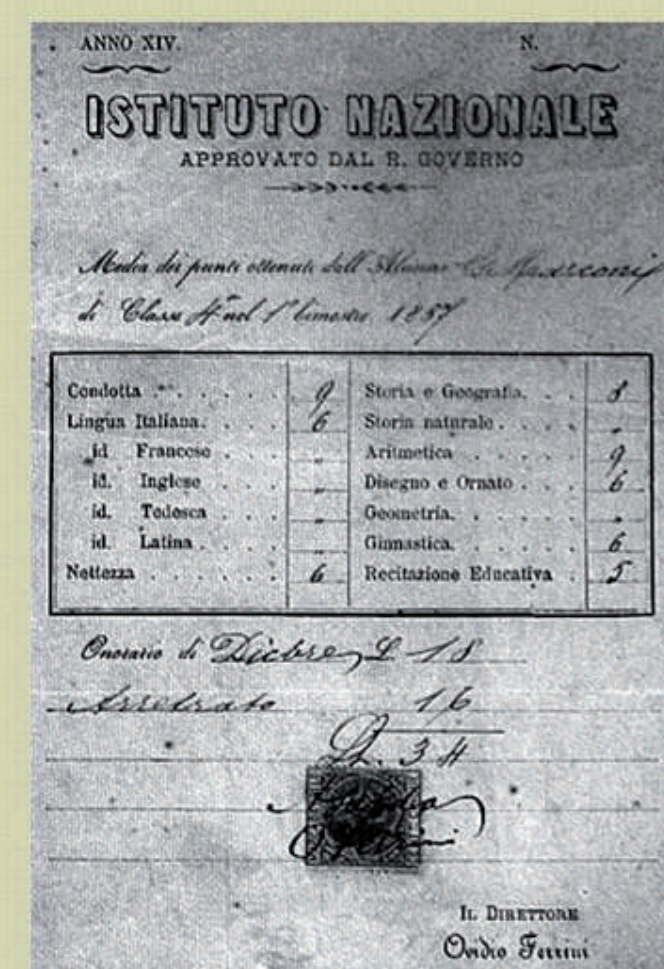 ANNO XIV. N.
ISTITUTO NAZIONALE
APPROVATO DAL R. GOVERNO
Media dei punti ottenuti dall'Alunno G. Marconi
di Classe 4ª nel 1° bimestre 1887
Condotta . . . . . . 9
Lingua Italiana. . . . . 6
id Francese . . . "
id. Inglese . . . "
id. Tedesca . . . "
id. Latina . . . . "
Nettezza . . . . . . 6
Storia e Geografia. . . 8
Storia naturale . . . . "
Aritmetica . . . . . 9
Disegno e Ornato . . . 6
Geometria. . . . . . "
Ginnastica. . . . . . 6
Recitazione Educativa . 5
Onorario di Dicbre £ 18
Arretrato 16
34
IL DIRETTORE
Ovidio Ferrini